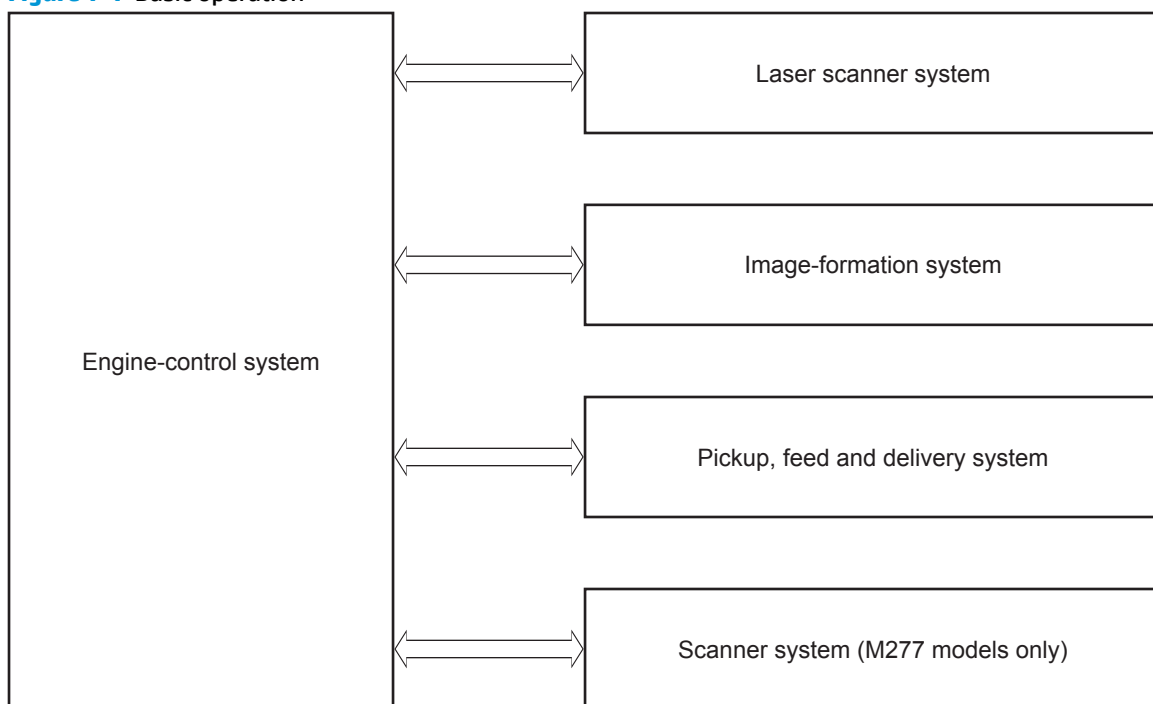 Basic operation
Laser scanner system
Image-formation system
Engine-control system
Pickup, feed and delivery system
Scanner system (M277 models only)